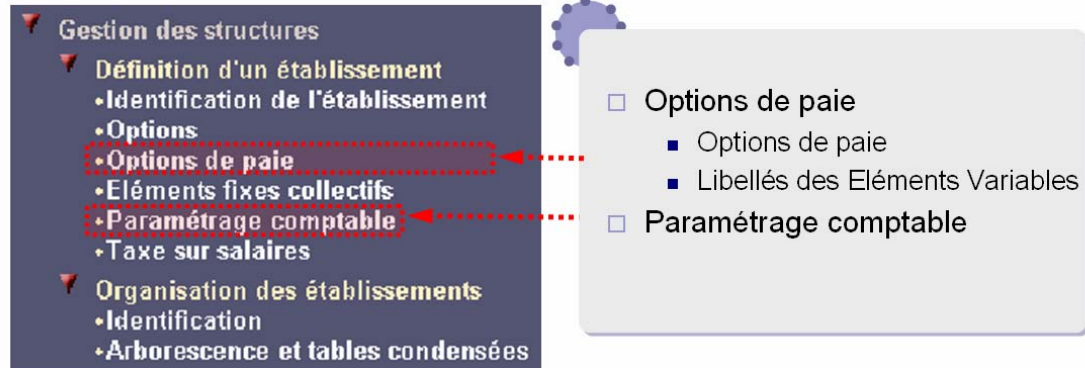 Gestion des structures
Définition d'un établissement
•Identification de l'établissement
•Options
•Options de paie
•Eléments fixes collectifs
•Paramétrage comptable
•Taxe sur salaires
Organisation des établissements
•Identification
•Arborescence et tables condensées
Options de paie
Options de paie
Libellés des Eléments Variables
Paramétrage comptable